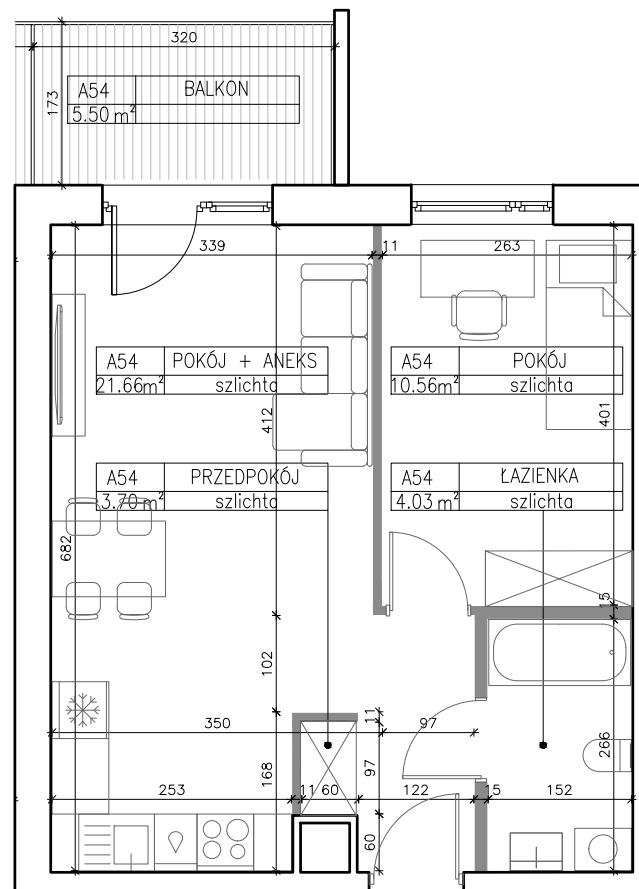 320
173
A54 BALKON
5.50 m²
339 11 263
A54 POKÓJ + ANEKS
21.66m² szlichta
A54 POKÓJ
10.56m² szlichta
412
401
A54 PRZEDPOKÓJ
3.70 m² szlichta
A54 ŁAZIENKA
4.03 m² szlichta
682
15
102
11
350 97
266
168
97
253 11 60 122 15 152
60